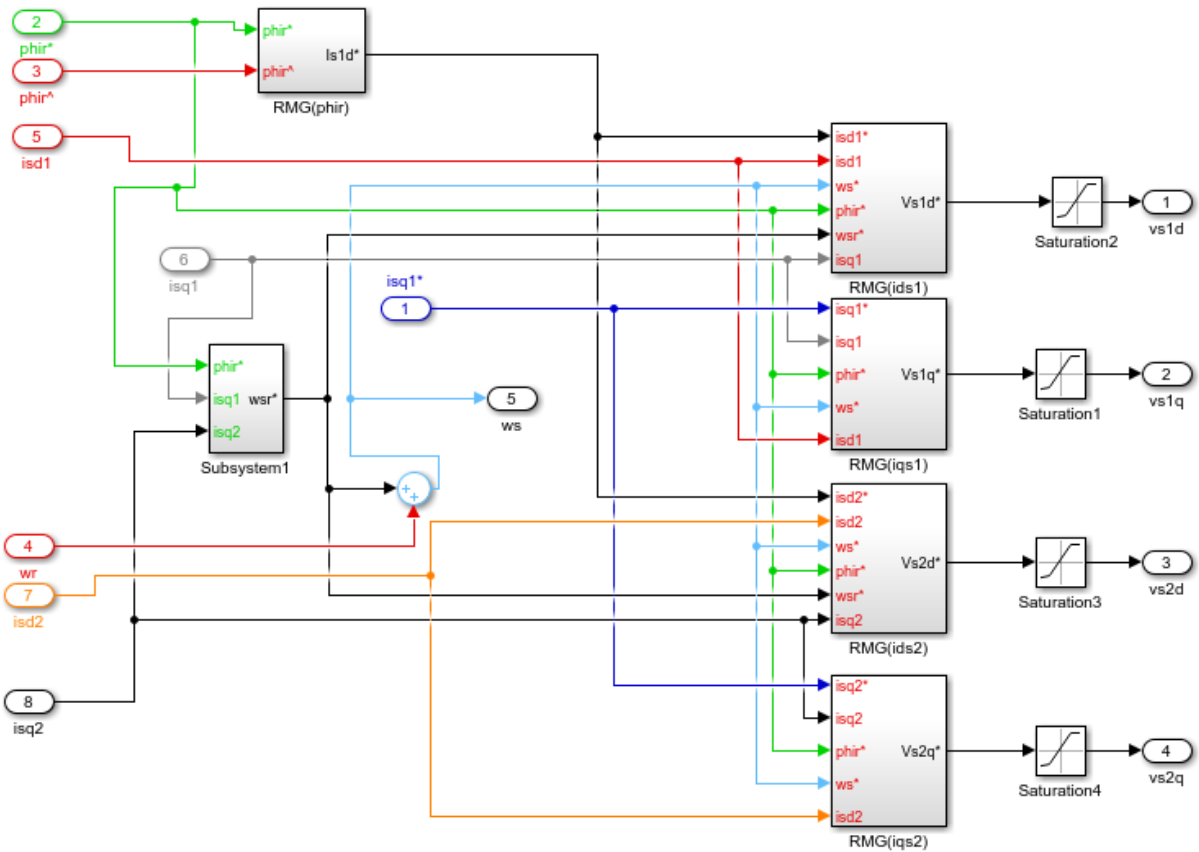 2
phir*
3
phir^
phir*
phir^
Is1d*
RMG(phir)
5
isd1
isd1*
isd1
ws*
phir*
wsr*
isq1
Vs1d*
RMG(ids1)
Saturation2
1
vs1d
6
isq1
isq1*
1
isq1*
isq1
phir*
ws*
isd1
Vs1q*
RMG(iqs1)
Saturation1
2
vs1q
phir*
isq1
isq2
wsr*
Subsystem1
5
ws
+
+
4
wr
7
isd2
isd2*
isd2
ws*
phir*
wsr*
isq2
Vs2d*
RMG(ids2)
Saturation3
3
vs2d
8
isq2
isq2*
isq2
phir*
ws*
isd2
Vs2q*
RMG(iqs2)
Saturation4
4
vs2q